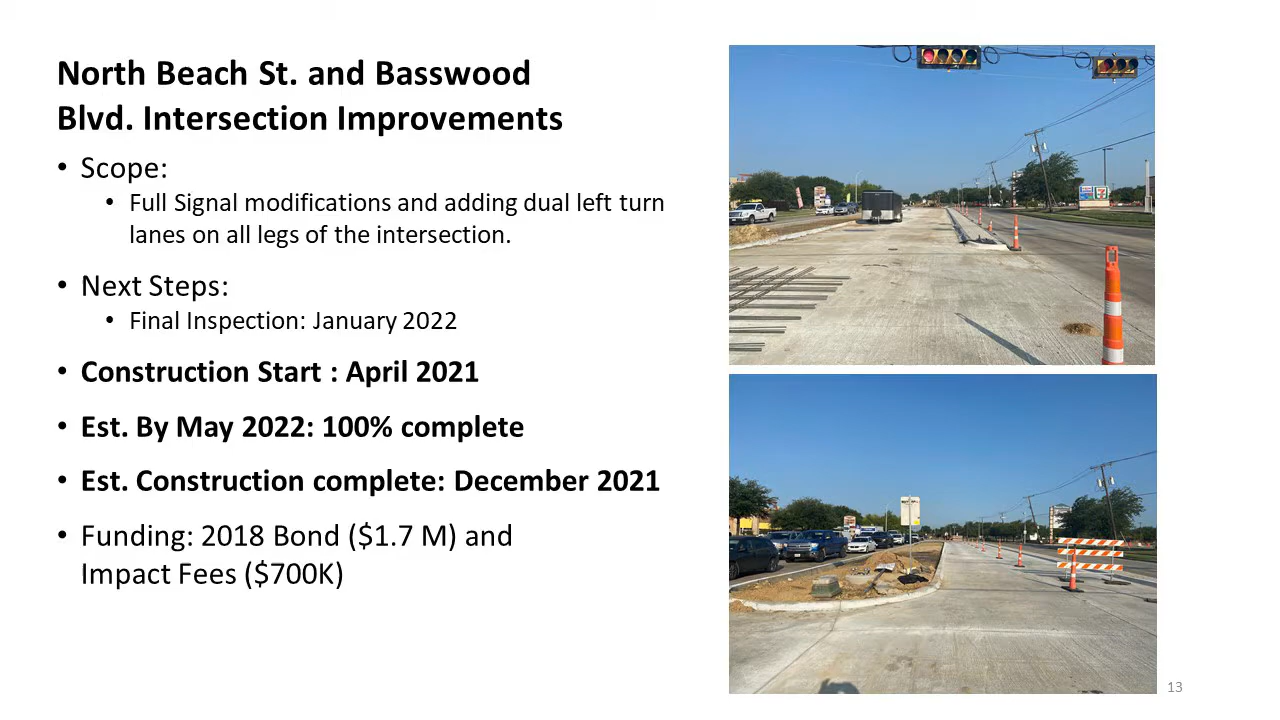 North Beach St. and Basswood
Blvd. Intersection Improvements
• Scope:
• Full Signal modifications and adding dual left turn
lanes on all legs of the intersection.
• Next Steps:
• Final Inspection: January 2022
• Construction Start : April 2021
• Est. By May 2022: 100% complete
• Est. Construction complete: December 2021
• Funding: 2018 Bond ($1.7 M) and
Impact Fees ($700K)
13